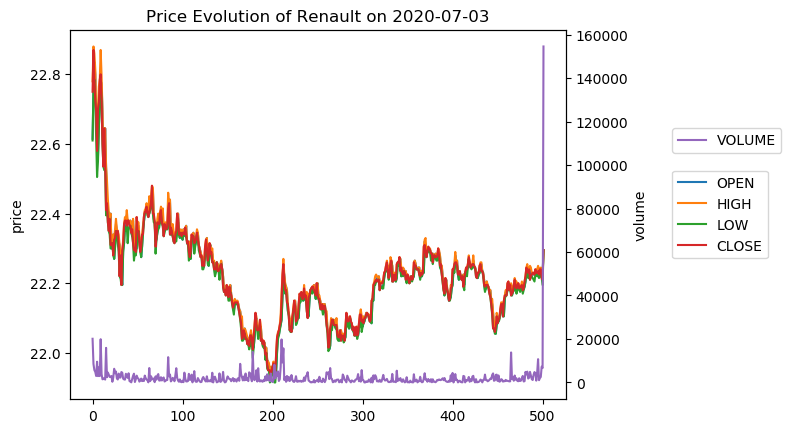 Price Evolution of Renault on 2020-07-03
price
22.8
22.6
22.4
22.2
22.0
0
100
200
300
400
500
160000
140000
120000
100000
80000
60000
40000
20000
0
volume
VOLUME
OPEN
HIGH
LOW
CLOSE